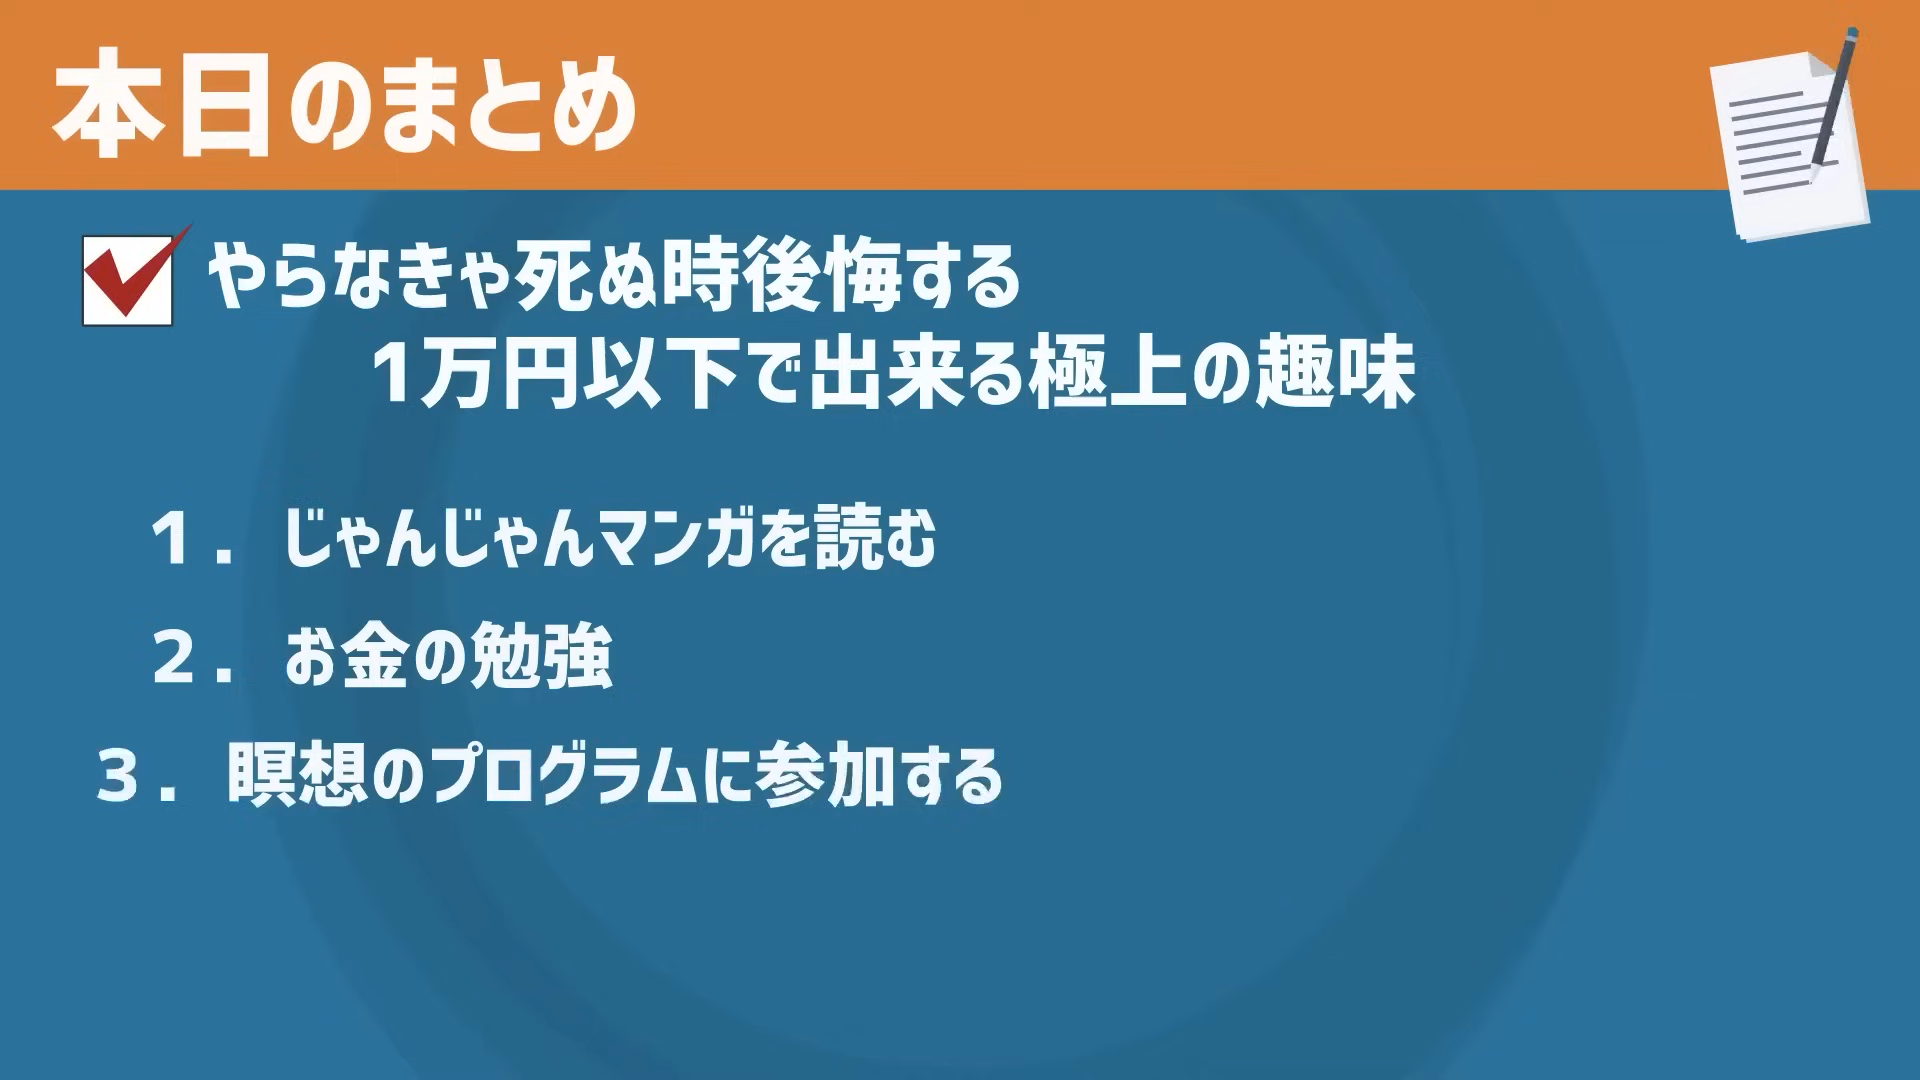 本日のまとめ
やらなきゃ死ぬ時後悔する
1万円以下で出来る極上の趣味
１．じゃんじゃんマンガを読む
２．お金の勉強
３．瞑想のプログラムに参加する